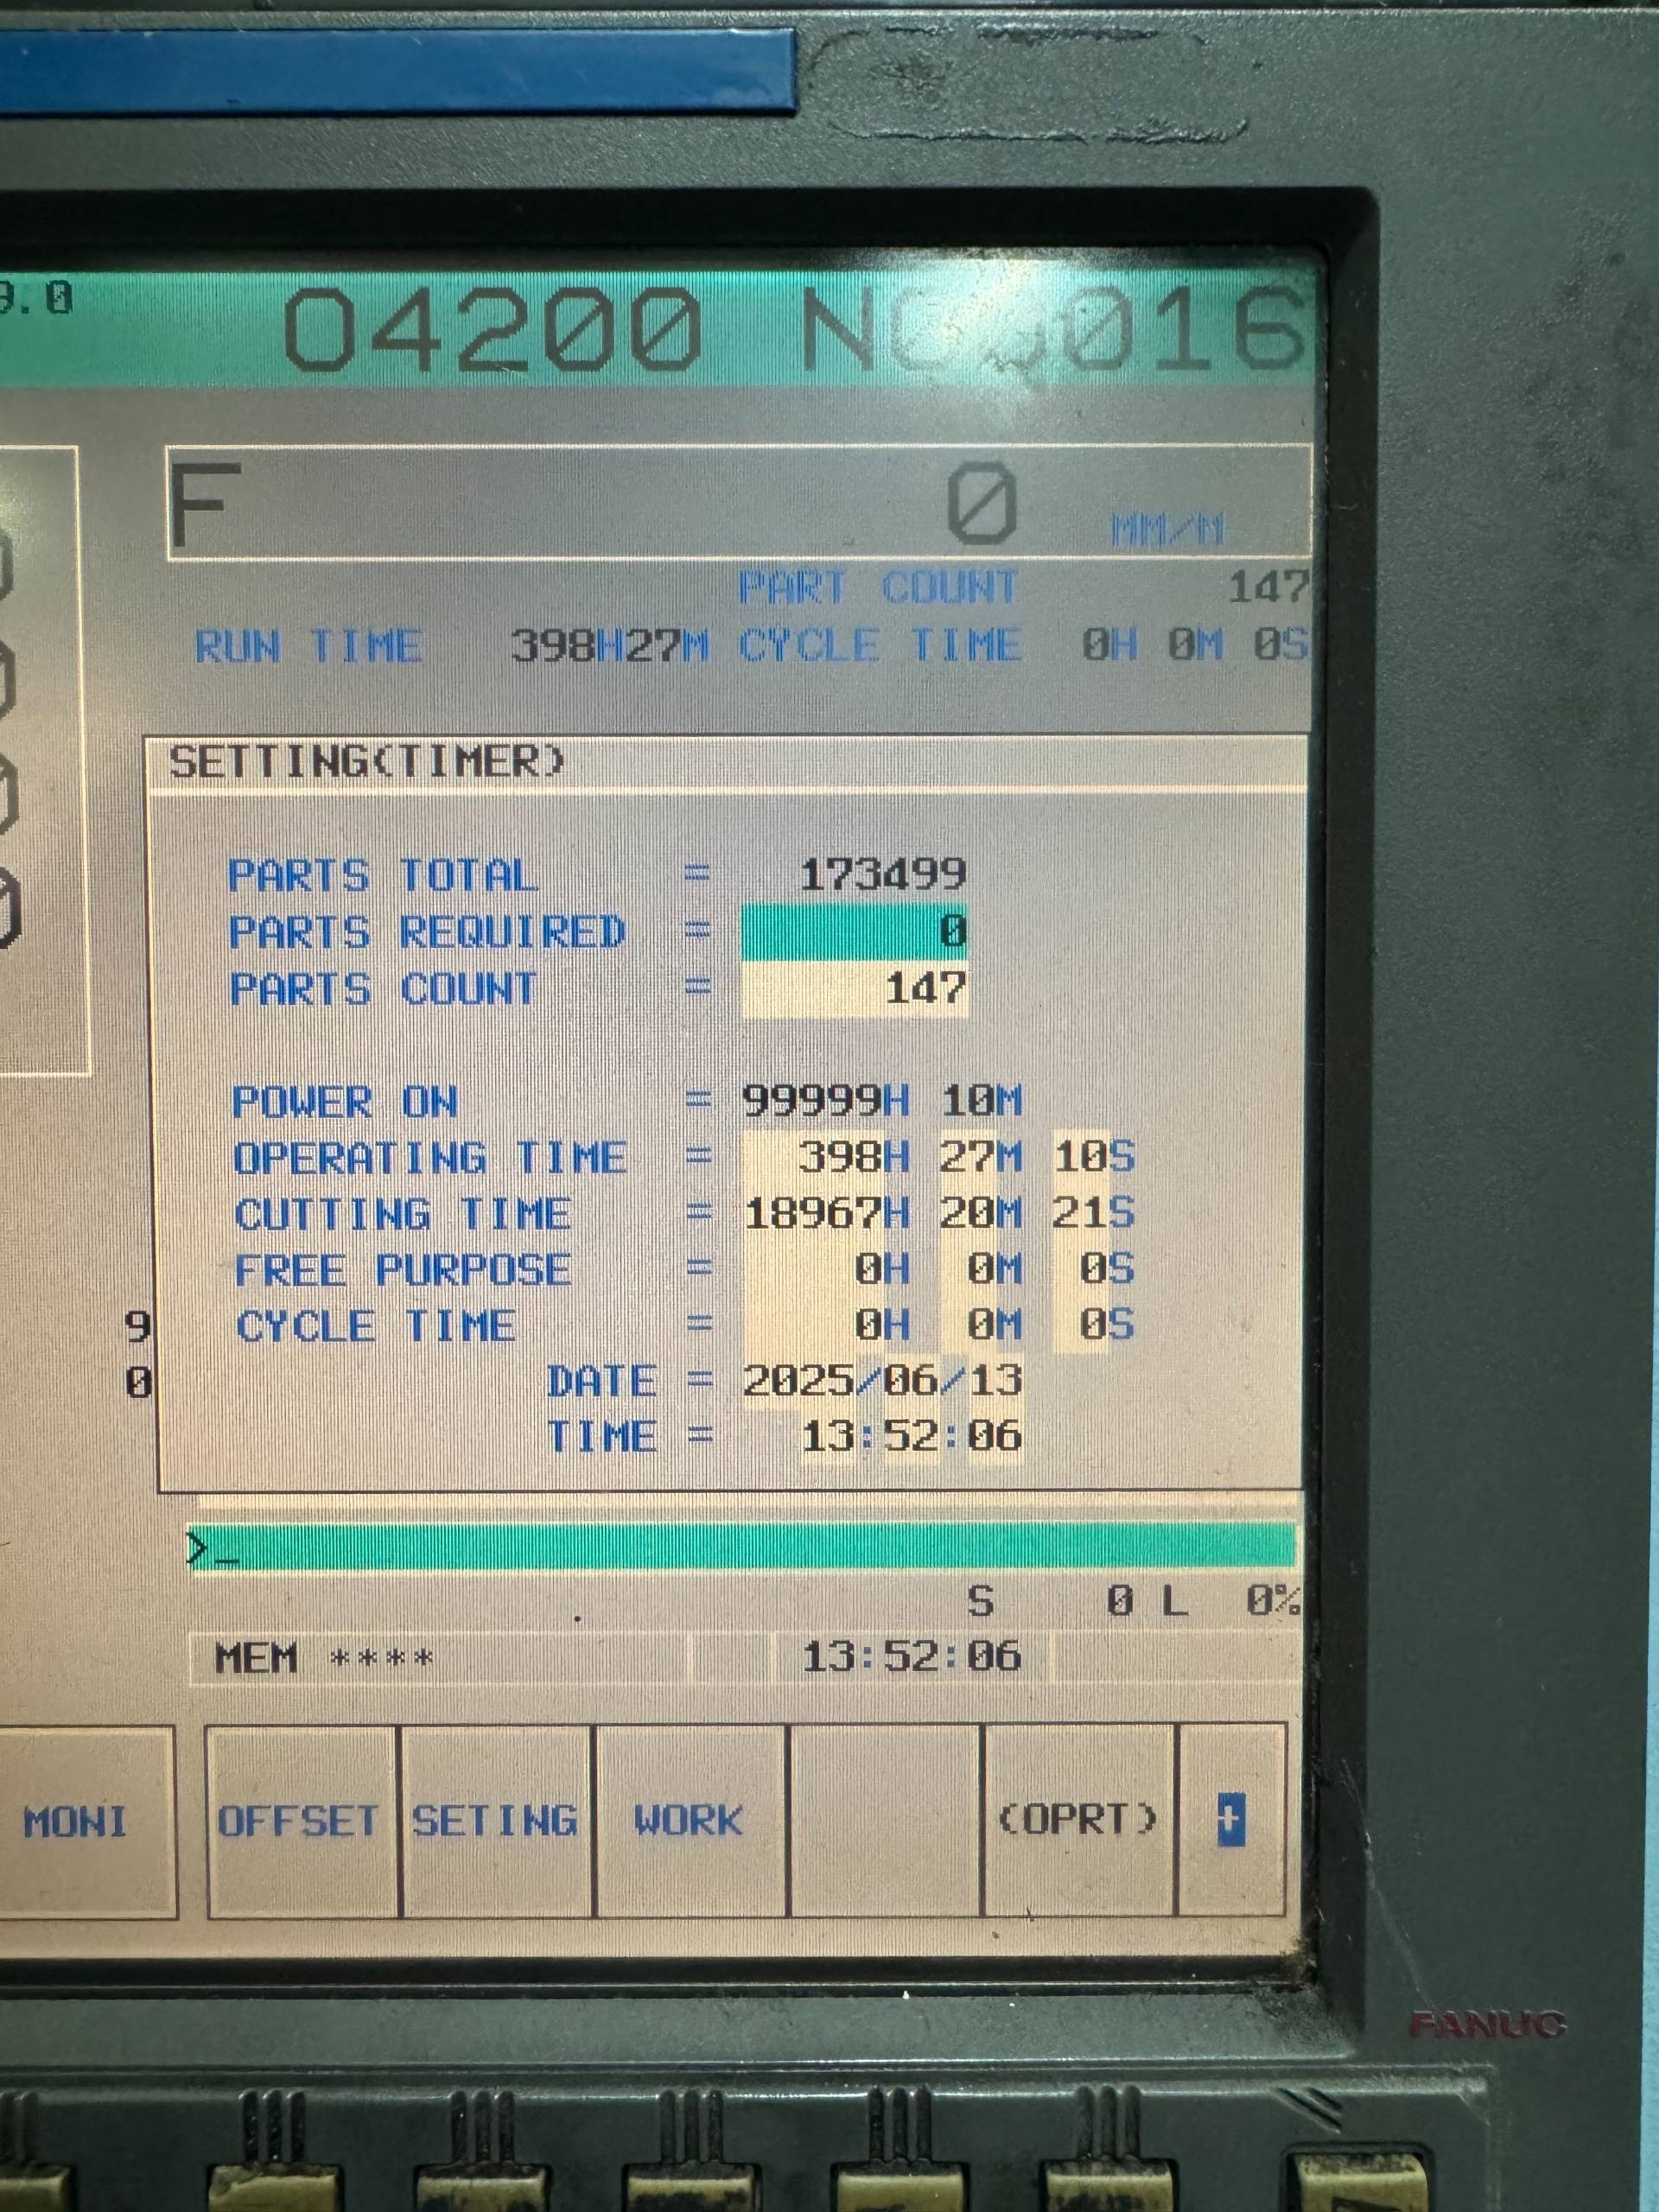 9.0 O4200 N00016
F 0 MM/M
PART COUNT 147
RUN TIME 398H27M CYCLE TIME 0H 0M 0S
SETTING(TIMER)
PARTS TOTAL = 173499
PARTS REQUIRED = 0
PARTS COUNT = 147
POWER ON = 99999H 10M
OPERATING TIME = 398H 27M 10S
CUTTING TIME = 18967H 20M 21S
FREE PURPOSE = 0H 0M 0S
9 CYCLE TIME = 0H 0M 0S
0 DATE = 2025/06/13
TIME = 13:52:06
>_
S 0 L 0%
MEM **** 13:52:06
MONI OFFSET SETING WORK (OPRT) +
FANUC